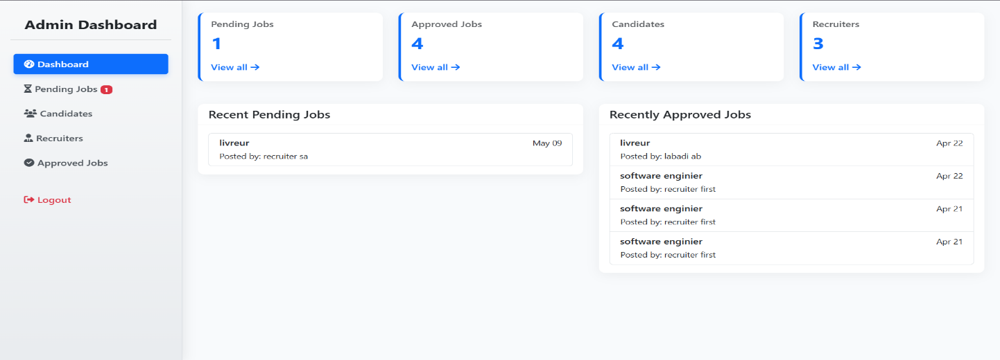 Admin Dashboard
Dashboard
Pending Jobs 1
Candidates
Recruiters
Approved Jobs
Logout
Pending Jobs
1
View all →
Approved Jobs
4
View all →
Candidates
4
View all →
Recruiters
3
View all →
Recent Pending Jobs
livreur May 09
Posted by: recruiter sa
Recently Approved Jobs
livreur Apr 22
Posted by: labadi ab
software enginier Apr 22
Posted by: recruiter first
software enginier Apr 21
Posted by: recruiter first
software enginier Apr 21
Posted by: recruiter first